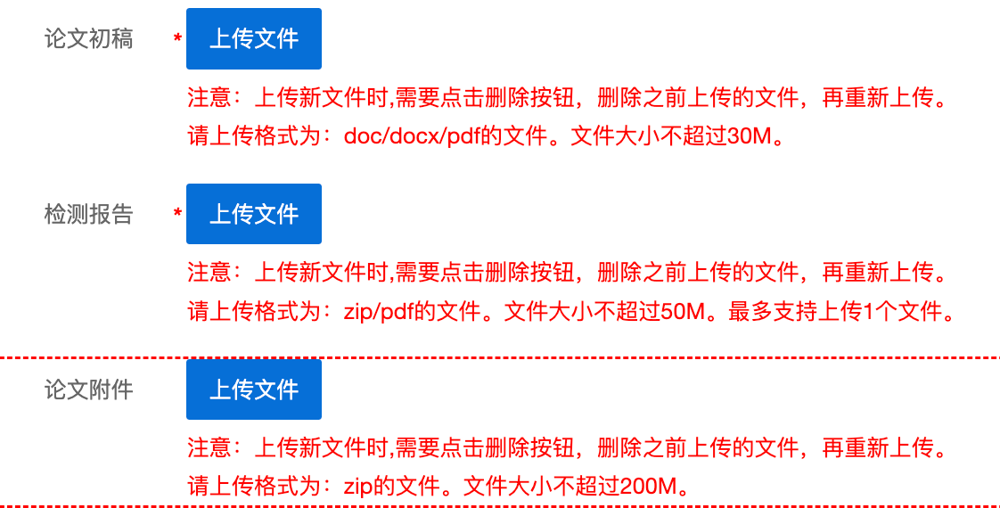 论文初稿 * 上传文件
注意：上传新文件时,需要点击删除按钮，删除之前上传的文件，再重新上传。
请上传格式为：doc/docx/pdf的文件。文件大小不超过30M。
检测报告 * 上传文件
注意：上传新文件时,需要点击删除按钮，删除之前上传的文件，再重新上传。
请上传格式为：zip/pdf的文件。文件大小不超过50M。最多支持上传1个文件。
论文附件 上传文件
注意：上传新文件时,需要点击删除按钮，删除之前上传的文件，再重新上传。
请上传格式为：zip的文件。文件大小不超过200M。